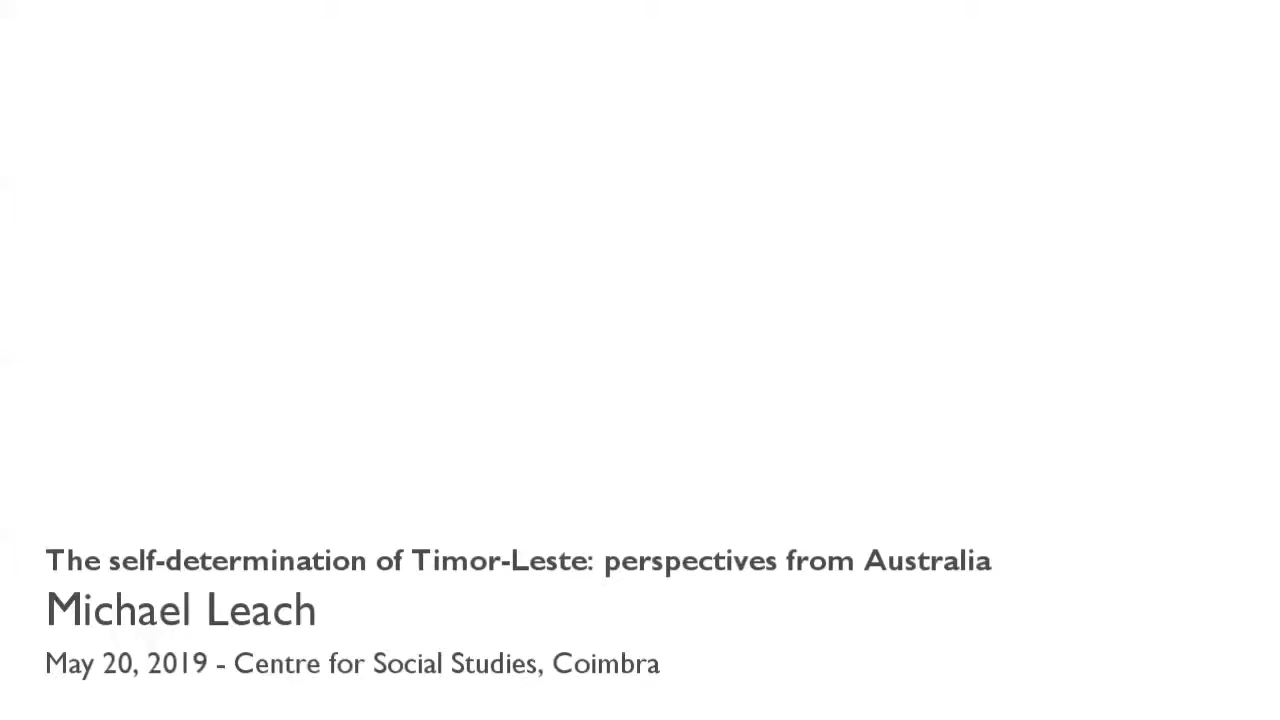 The self-determination of Timor-Leste: perspectives from Australia
Michael Leach
May 20, 2019 - Centre for Social Studies, Coimbra